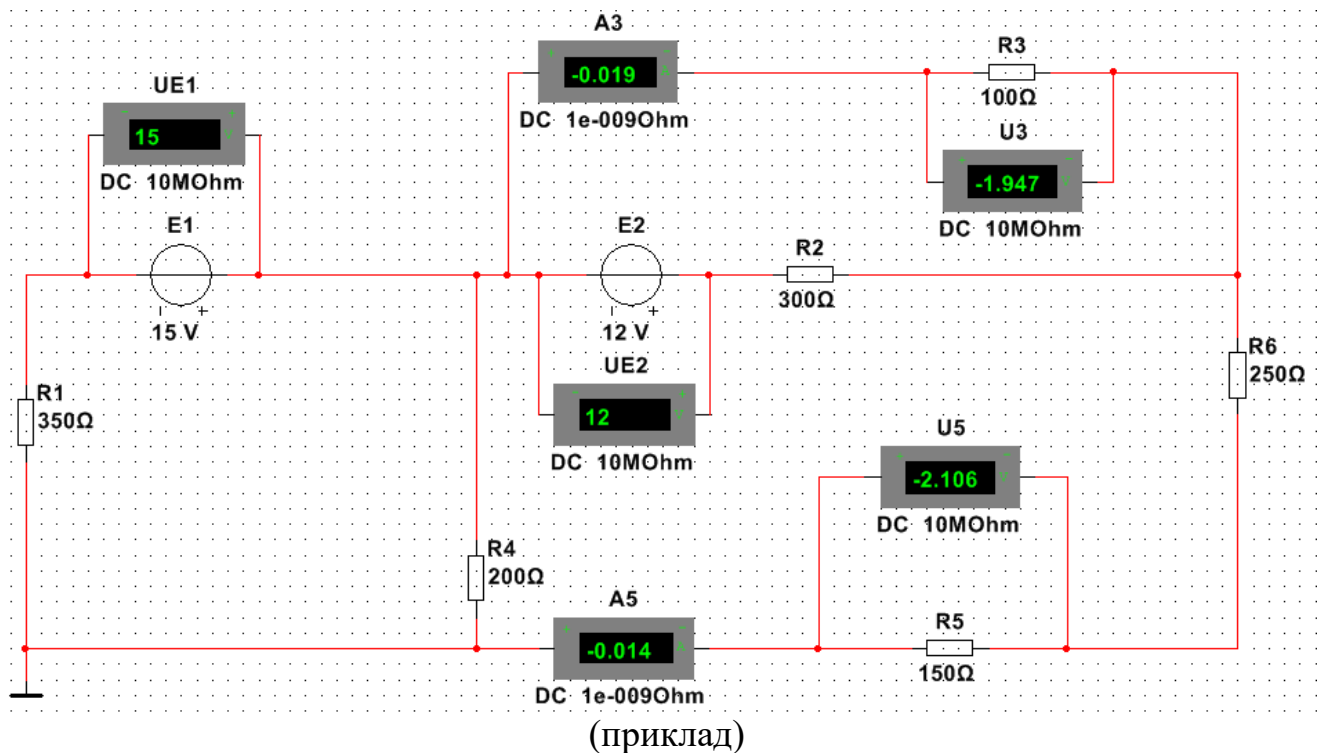 A3
-0.019
A
DC 1e-009Ohm
R3
100Ω
UE1
15
V
DC 10MOhm
U3
-1.947
V
DC 10MOhm
E1
15 V
E2
12 V
R2
300Ω
UE2
12
V
DC 10MOhm
R6
250Ω
R1
350Ω
U5
-2.106
V
DC 10MOhm
R4
200Ω
A5
-0.014
A
DC 1e-009Ohm
R5
150Ω
(приклад)